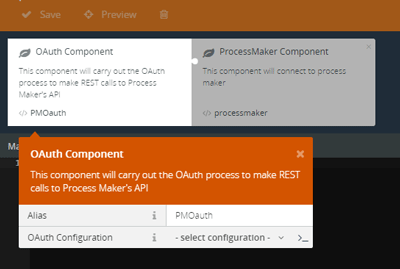 Save Preview
OAuth Component
This component will carry out the OAuth
process to make REST calls to Process
Maker's API
</> PMOauth
ProcessMaker Component
This component will connect to process
maker
</> processmaker
Ma
1
OAuth Component
This component will carry out the OAuth process to make REST
calls to Process Maker's API
Alias i PMOauth
OAuth Configuration i - select configuration - >_